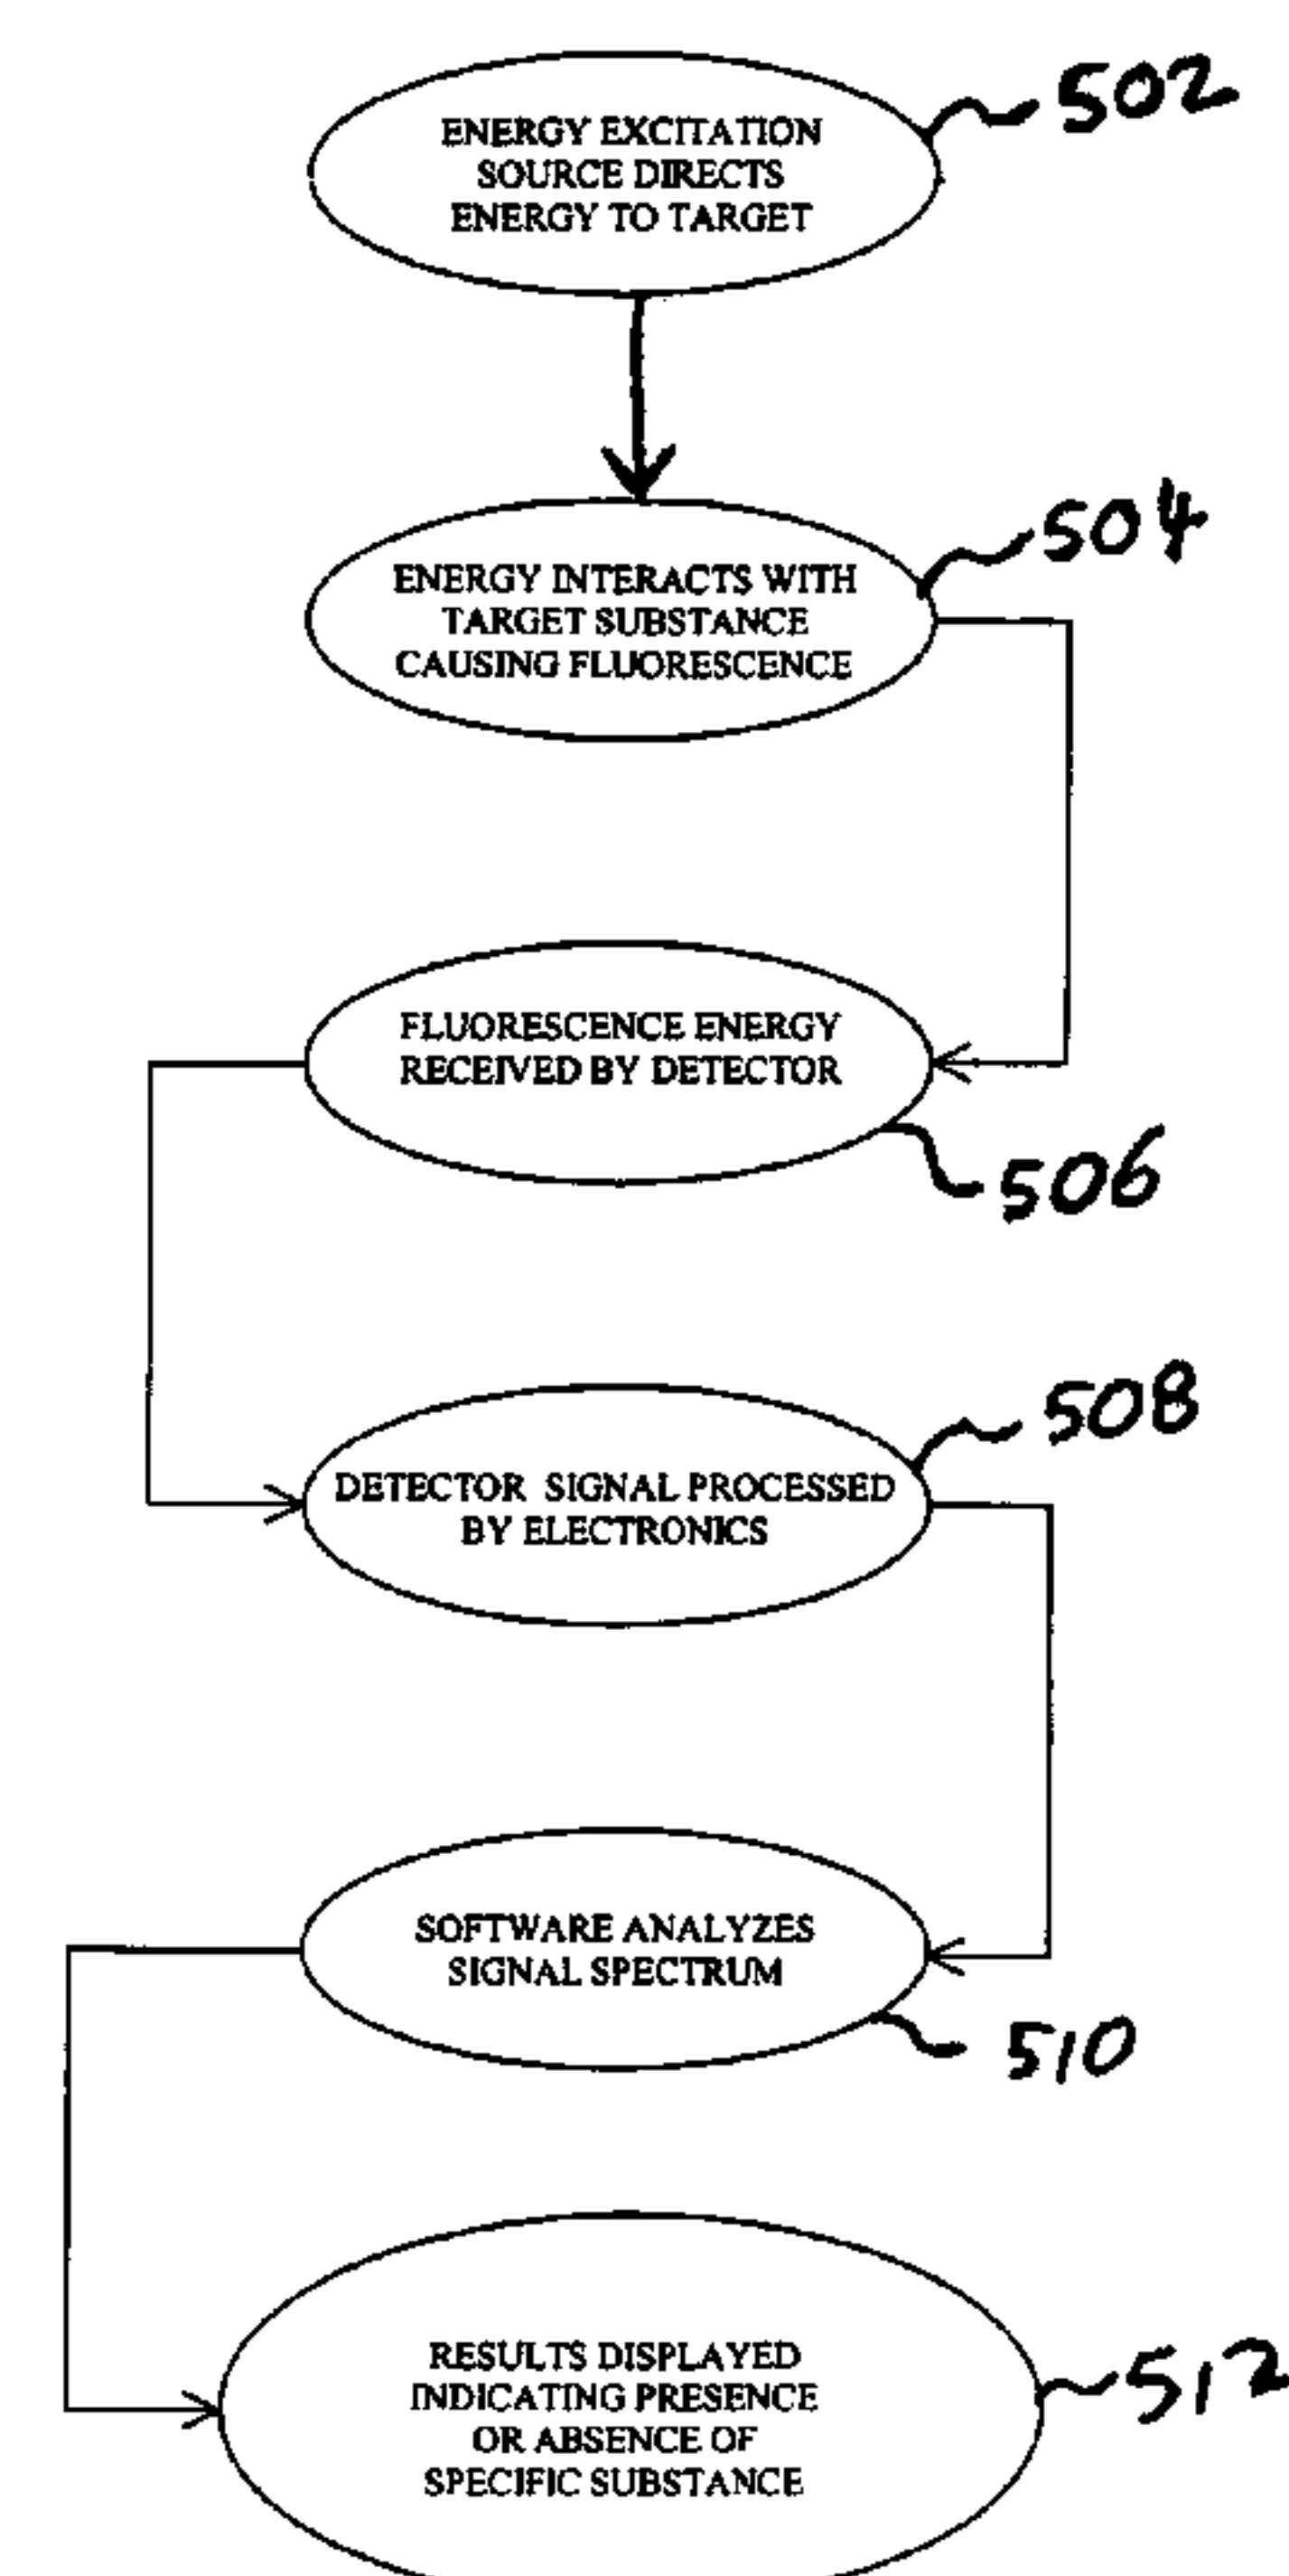 ENERGY EXCITATION
SOURCE DIRECTS
ENERGY TO TARGET
502
ENERGY INTERACTS WITH
TARGET SUBSTANCE
CAUSING FLUORESCENCE
504
FLUORESCENCE ENERGY
RECEIVED BY DETECTOR
506
DETECTOR SIGNAL PROCESSED
BY ELECTRONICS
508
SOFTWARE ANALYZES
SIGNAL SPECTRUM
510
RESULTS DISPLAYED
INDICATING PRESENCE
OR ABSENCE OF
SPECIFIC SUBSTANCE
512